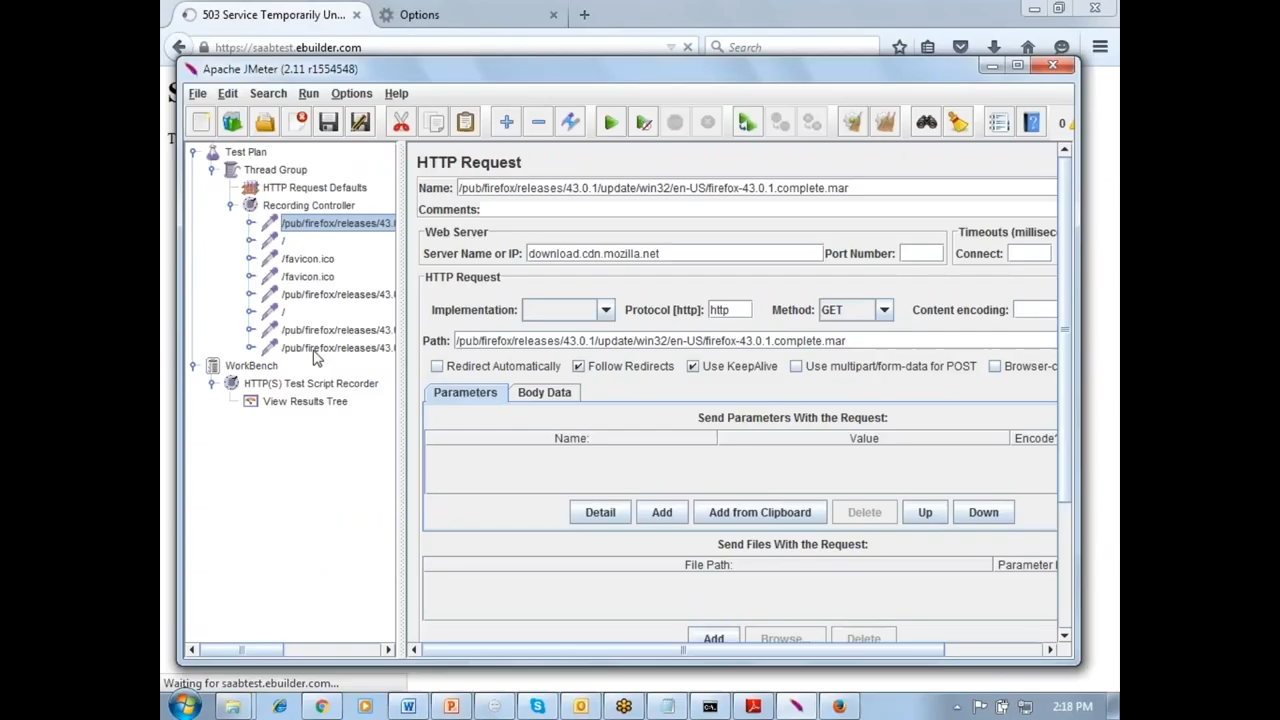 503 Service Temporarily Un...
Options
https://saabtest.ebuilder.com
Search
Apache JMeter (2.11 r1554548)
File Edit Search Run Options Help
0
Test Plan
Thread Group
HTTP Request Defaults
Recording Controller
/pub/firefox/releases/43.0
/
/favicon.ico
/favicon.ico
/pub/firefox/releases/43.0
/
/pub/firefox/releases/43.0
/pub/firefox/releases/43.0
WorkBench
HTTP(S) Test Script Recorder
View Results Tree
HTTP Request
Name: /pub/firefox/releases/43.0.1/update/win32/en-US/firefox-43.0.1.complete.mar
Comments:
Web Server
Timeouts (millisec
Server Name or IP: download.cdn.mozilla.net Port Number:
Connect:
HTTP Request
Implementation: Protocol [http]: http Method: GET Content encoding:
Path: /pub/firefox/releases/43.0.1/update/win32/en-US/firefox-43.0.1.complete.mar
Redirect Automatically Follow Redirects Use KeepAlive Use multipart/form-data for POST Browser-c
Parameters Body Data
Send Parameters With the Request:
Name: Value Encode?
Detail Add Add from Clipboard Delete Up Down
Send Files With the Request:
File Path: Parameter
Add Browse... Delete
Waiting for saabtest.ebuilder.com...
2:18 PM